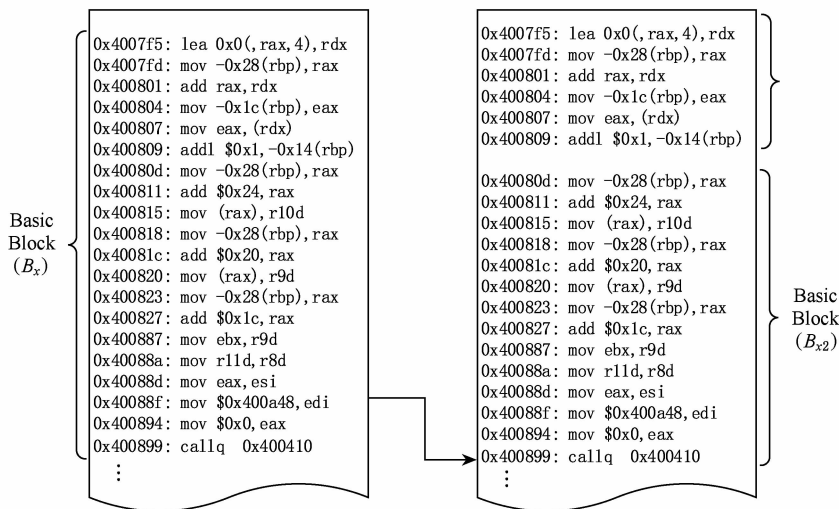 Basic
Block
(Bx)
0x4007f5: lea 0x0(,rax,4),rdx
0x4007fd: mov -0x28(rbp),rax
0x400801: add rax,rdx
0x400804: mov -0x1c(rbp),eax
0x400807: mov eax,(rdx)
0x400809: addl $0x1,-0x14(rbp)
0x40080d: mov -0x28(rbp),rax
0x400811: add $0x24,rax
0x400815: mov (rax),r10d
0x400818: mov -0x28(rbp),rax
0x40081c: add $0x20,rax
0x400820: mov (rax),r9d
0x400823: mov -0x28(rbp),rax
0x400827: add $0x1c,rax
0x400887: mov ebx,r9d
0x40088a: mov r11d,r8d
0x40088d: mov eax,esi
0x40088f: mov $0x400a48,edi
0x400894: mov $0x0,eax
0x400899: callq 0x400410
⋮
0x4007f5: lea 0x0(,rax,4),rdx
0x4007fd: mov -0x28(rbp),rax
0x400801: add rax,rdx
0x400804: mov -0x1c(rbp),eax
0x400807: mov eax,(rdx)
0x400809: addl $0x1,-0x14(rbp)
0x40080d: mov -0x28(rbp),rax
0x400811: add $0x24,rax
0x400815: mov (rax),r10d
0x400818: mov -0x28(rbp),rax
0x40081c: add $0x20,rax
0x400820: mov (rax),r9d
0x400823: mov -0x28(rbp),rax
0x400827: add $0x1c,rax
0x400887: mov ebx,r9d
0x40088a: mov r11d,r8d
0x40088d: mov eax,esi
0x40088f: mov $0x400a48,edi
0x400894: mov $0x0,eax
0x400899: callq 0x400410
⋮
Basic
Block
(Bx2)